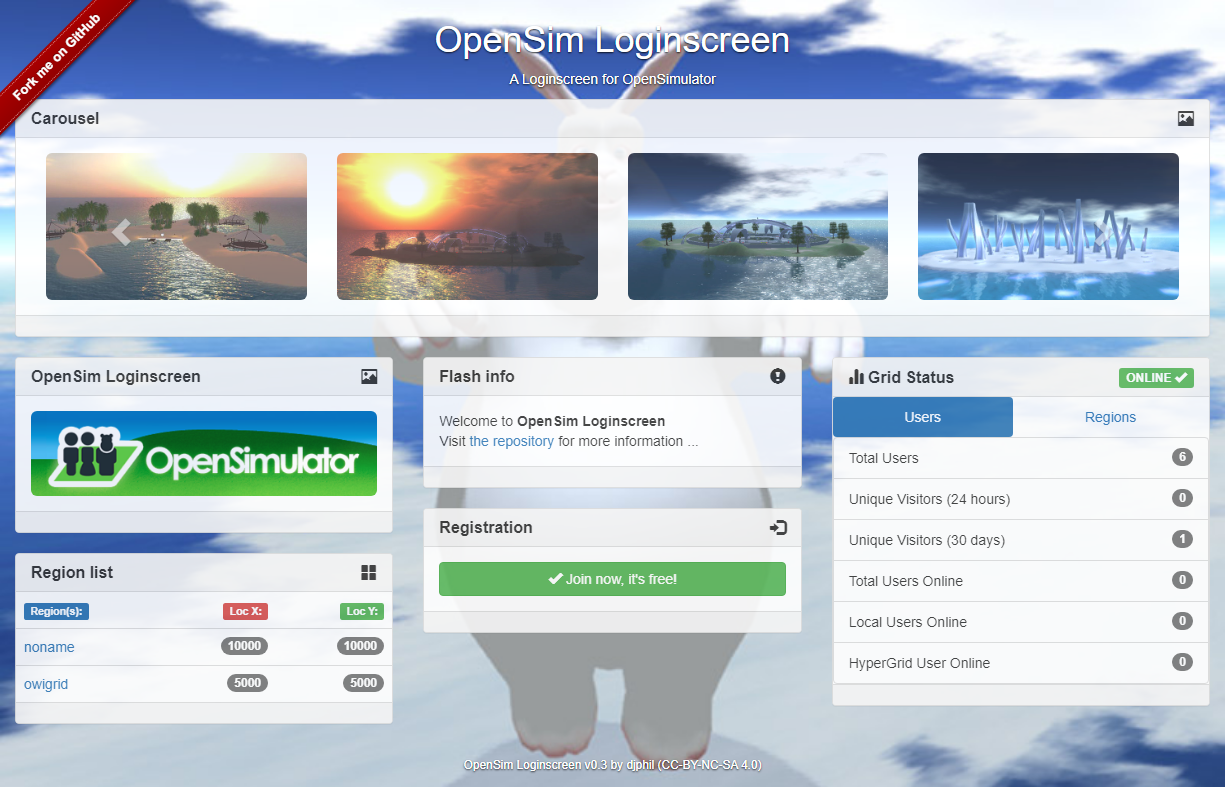 Fork me on GitHub
OpenSim Loginscreen
A Loginscreen for OpenSimulator
Carousel
OpenSim Loginscreen
OpenSimulator
Region list
Region(s): Loc X: Loc Y:
noname 10000 10000
owigrid 5000 5000
Flash info
Welcome to OpenSim Loginscreen
Visit the repository for more information ...
Registration
Join now, it's free!
Grid Status ONLINE
Users Regions
Total Users 6
Unique Visitors (24 hours) 0
Unique Visitors (30 days) 1
Total Users Online 0
Local Users Online 0
HyperGrid User Online 0
OpenSim Loginscreen v0.3 by djphil (CC-BY-NC-SA 4.0)